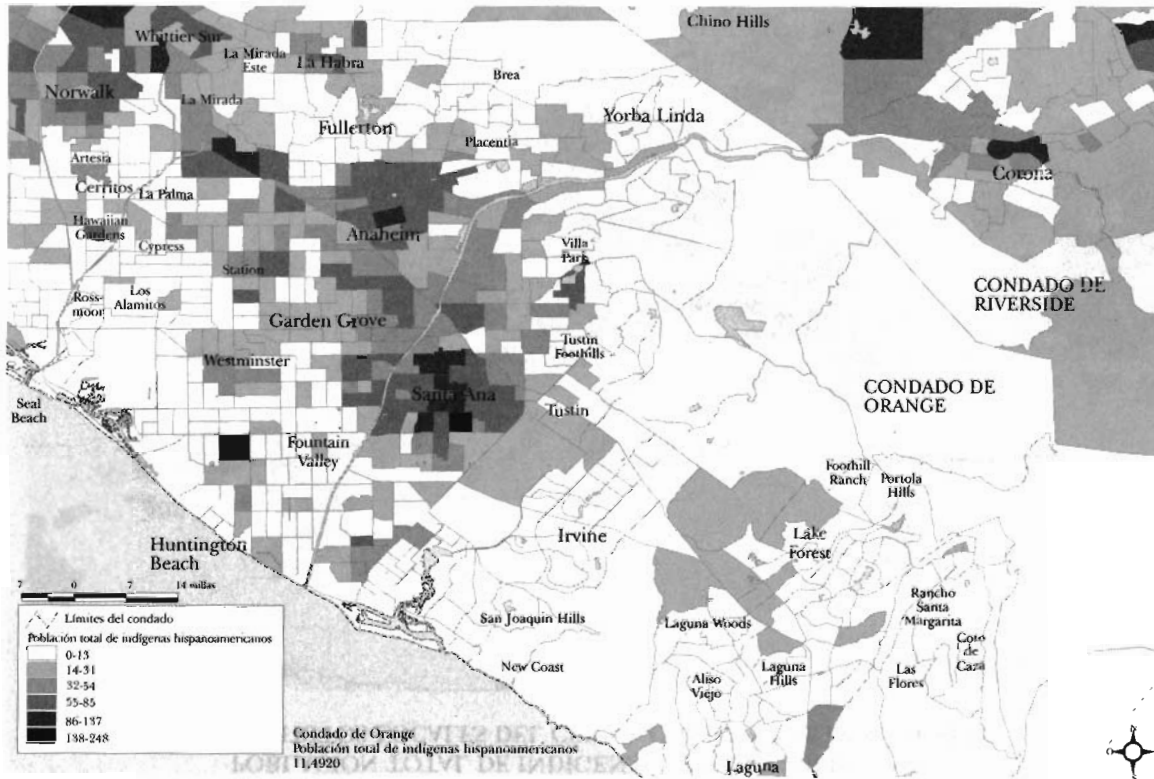 Chino Hills
Whittier Sur
La Mirada
Este
La Habra
Brea
Norwalk
La Mirada
Fullerton
Yorba Linda
Placentia
Artesia
Cerritos
La Palma
Corona
Hawaiian
Gardens
Cypress
Anaheim
Villa
Park
Station
CONDADO DE
RIVERSIDE
Ross-
moor
Los
Alamitos
Garden Grove
Tustin
Foothills
Westminster
CONDADO DE
ORANGE
Seal
Beach
Santa Ana
Tustin
Fountain
Valley
Foothill
Ranch
Portola
Hills
Irvine
Lake
Forest
Huntington
Beach
7 0 7 14 millas
Rancho
Santa
Margarita
San Joaquin Hills
Laguna Woods
Coto
de
Caza
New Coast
Laguna
Hills
Las
Flores
Aliso
Viejo
Límites del condado
Población total de indígenas hispanoamericanos
0-13
14-31
32-54
55-85
86-137
138-248
Condado de Orange
Población total de indígenas hispanoamericanos
11,4920
POBLACIÓN TOTAL DE INDÍGEN
Laguna